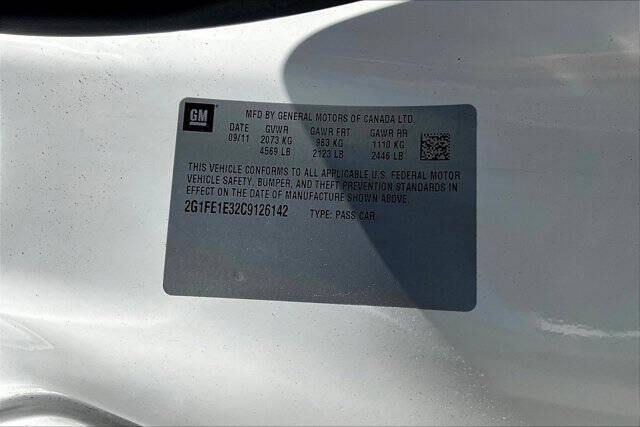 GM
MFD BY GENERAL MOTORS OF CANADA LTD.
DATE GVWR GAWR FRT GAWR RR
09/11 2073 KG 963 KG 1110 KG
4569 LB 2123 LB 2446 LB
THIS VEHICLE CONFORMS TO ALL APPLICABLE U.S. FEDERAL MOTOR
VEHICLE SAFETY, BUMPER, AND THEFT PREVENTION STANDARDS IN
EFFECT ON THE DATE OF MANUFACTURE SHOWN ABOVE.
2G1FE1E32C9126142 TYPE: PASS CAR